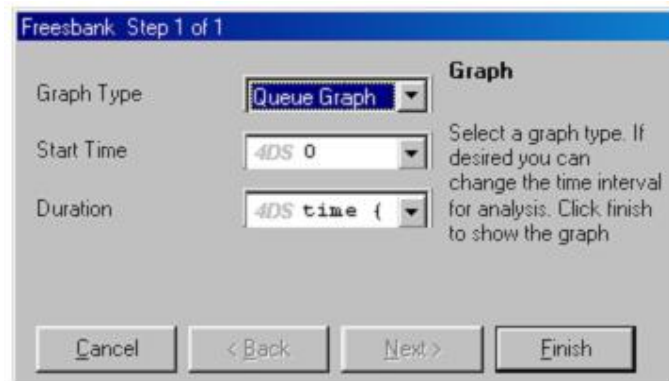 Freesbank Step 1 of 1
Graph Type
Queue Graph
Start Time
4DS 0
Duration
4DS time {
Graph
Select a graph type. If
desired you can
change the time interval
for analysis. Click finish
to show the graph
Cancel
< Back
Next >
Finish